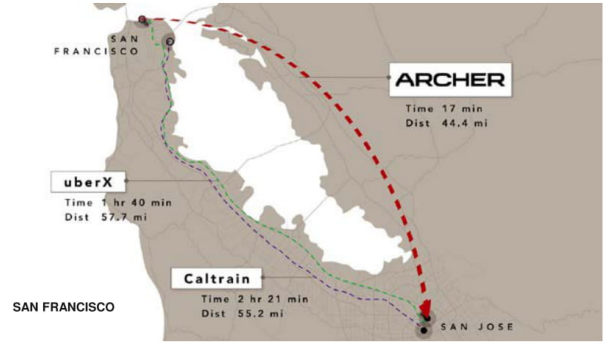 SAN
FRANCISCO
ARCHER
Time 17 min
Dist 44.4 mi
uberX
Time 1 hr 40 min
Dist 57.7 mi
Caltrain
Time 2 hr 21 min
Dist 55.2 mi
SAN FRANCISCO
SAN JOSE